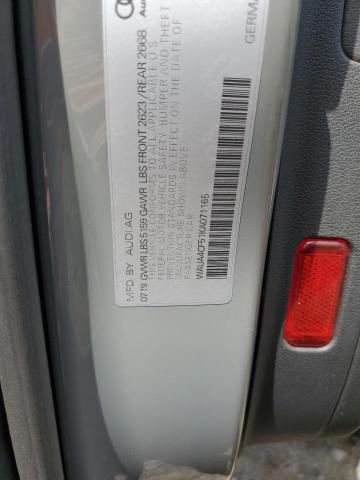 Au
GERMA
MFD BY AUDI AG
07/19 GVWR LBS 5159 GAWR LBS FRONT 2623 / REAR 2668
THIS VEHICLE CONFORMS TO ALL APPLICABLE U.S.
FEDERAL MOTOR VEHICLE SAFETY, BUMPER AND THEFT
PREVENTION STANDARDS IN EFFECT ON THE DATE OF
MANUFACTURE SHOWN ABOVE.
PASSENGER CAR
WAUA4CF51KA071165